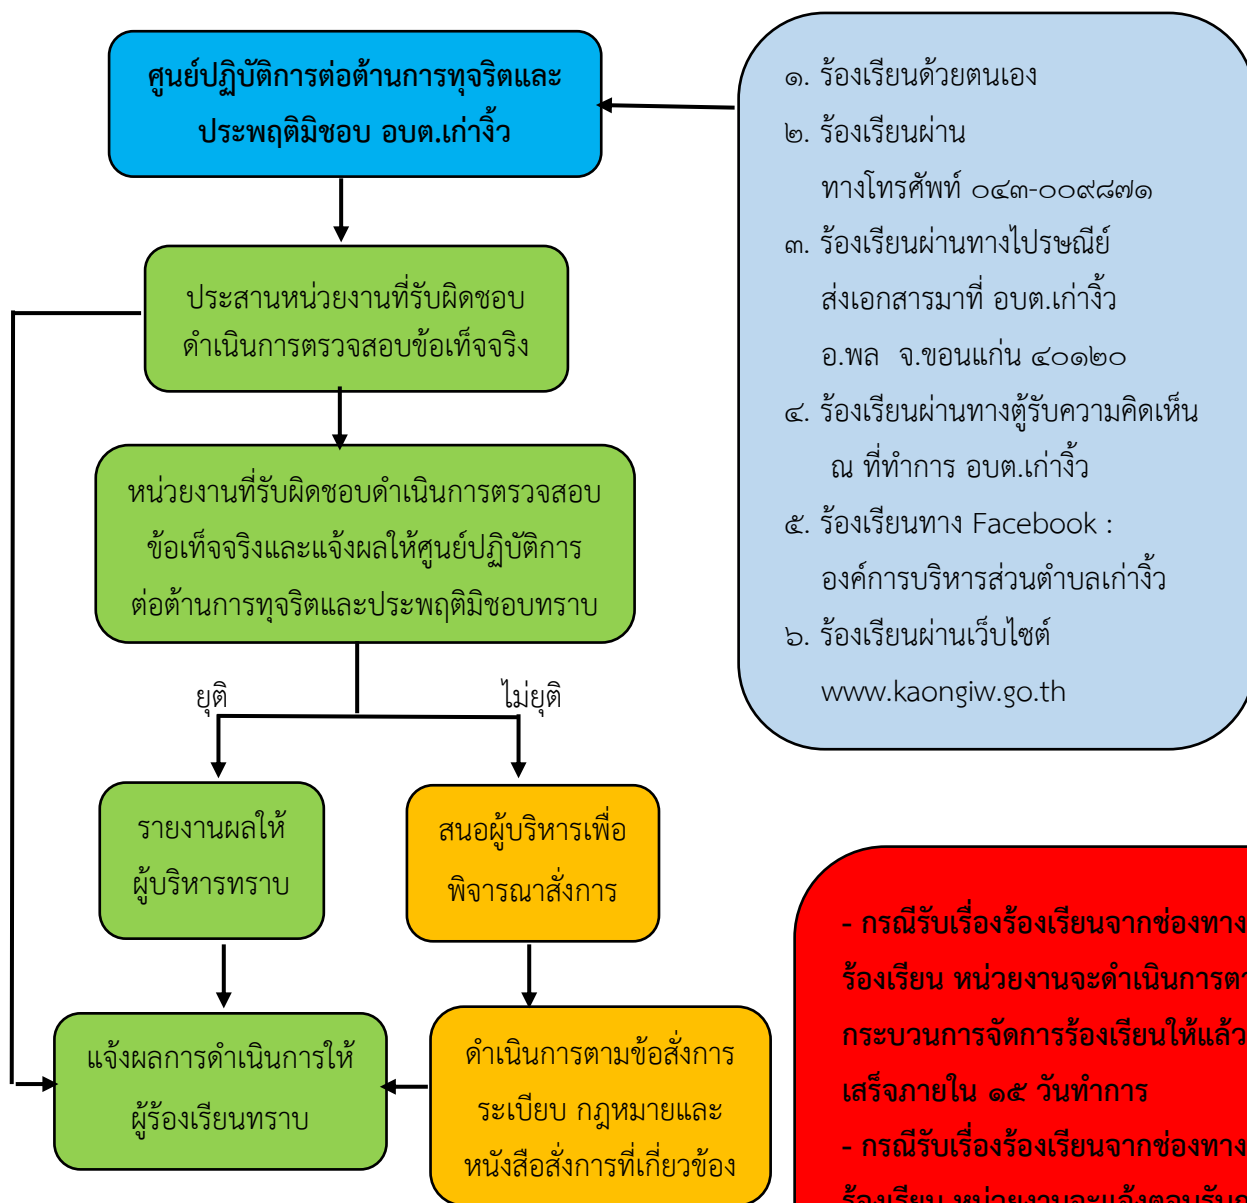 ศูนย์ปฏิบัติการต่อต้านการทุจริตและ
ประพฤติมิชอบ อบต.เก่างิ้ว
๑. ร้องเรียนด้วยตนเอง
๒. ร้องเรียนผ่าน
ทางโทรศัพท์ ๐๔๓-๐๐๙๘๗๑
๓. ร้องเรียนผ่านทางไปรษณีย์
ส่งเอกสารมาที่ อบต.เก่างิ้ว
อ.พล จ.ขอนแก่น ๔๐๑๒๐
๔. ร้องเรียนผ่านทางตู้รับความคิดเห็น
ณ ที่ทำการ อบต.เก่างิ้ว
๕. ร้องเรียนทาง Facebook :
องค์การบริหารส่วนตำบลเก่างิ้ว
๖. ร้องเรียนผ่านเว็บไซต์
www.kaongiw.go.th
ประสานหน่วยงานที่รับผิดชอบ
ดำเนินการตรวจสอบข้อเท็จจริง
หน่วยงานที่รับผิดชอบดำเนินการตรวจสอบ
ข้อเท็จจริงและแจ้งผลให้ศูนย์ปฏิบัติการ
ต่อต้านการทุจริตและประพฤติมิชอบทราบ
ยุติ
ไม่ยุติ
รายงานผลให้
ผู้บริหารทราบ
สนอผู้บริหารเพื่อ
พิจารณาสั่งการ
แจ้งผลการดำเนินการให้
ผู้ร้องเรียนทราบ
ดำเนินการตามข้อสั่งการ
ระเบียบ กฎหมายและ
หนังสือสั่งการที่เกี่ยวข้อง
- กรณีรับเรื่องร้องเรียนจากช่องทาง
ร้องเรียน หน่วยงานจะดำเนินการตา
กระบวนการจัดการร้องเรียนให้แล้ว
เสร็จภายใน ๑๕ วันทำการ
- กรณีรับเรื่องร้องเรียนจากช่องทาง
ร้องเรียน หน่วยงานจะแจ้งตอบรับ